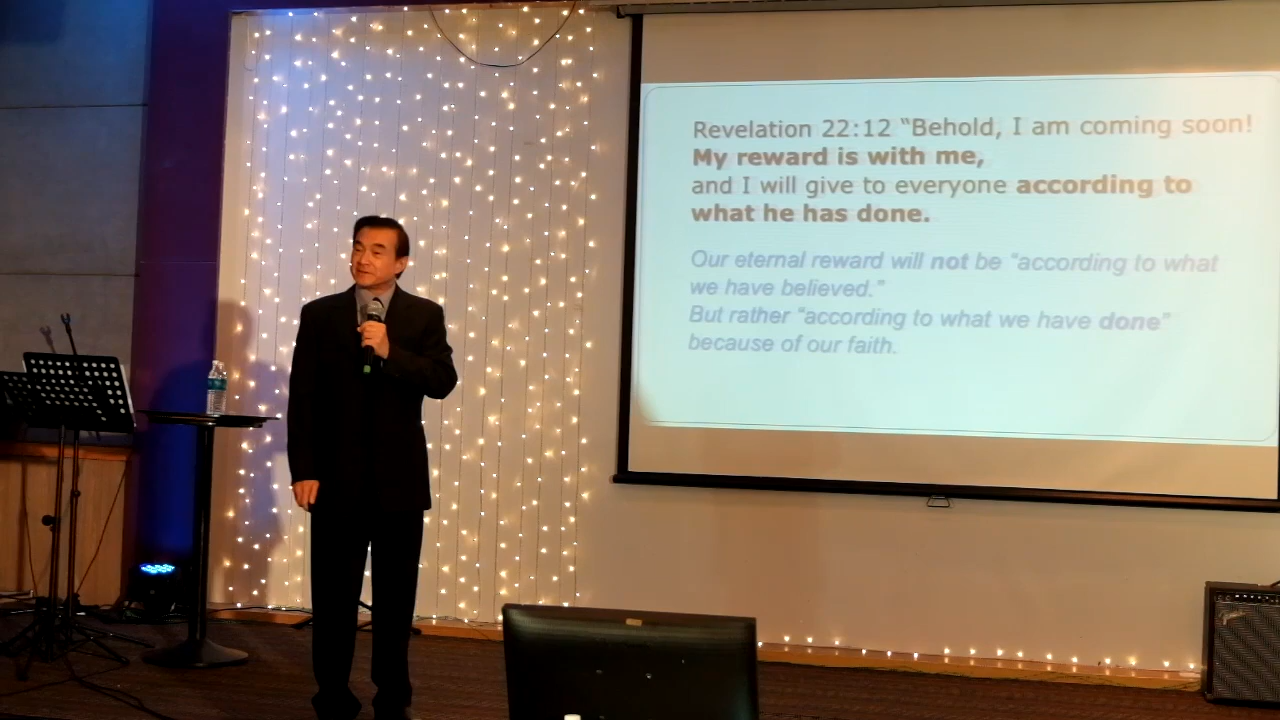 Revelation 22:12 “Behold, I am coming soon!
My reward is with me,
and I will give to everyone according to
what he has done.
Our eternal reward will not be “according to what
we have believed.”
But rather “according to what we have done”
because of our faith.
Fender